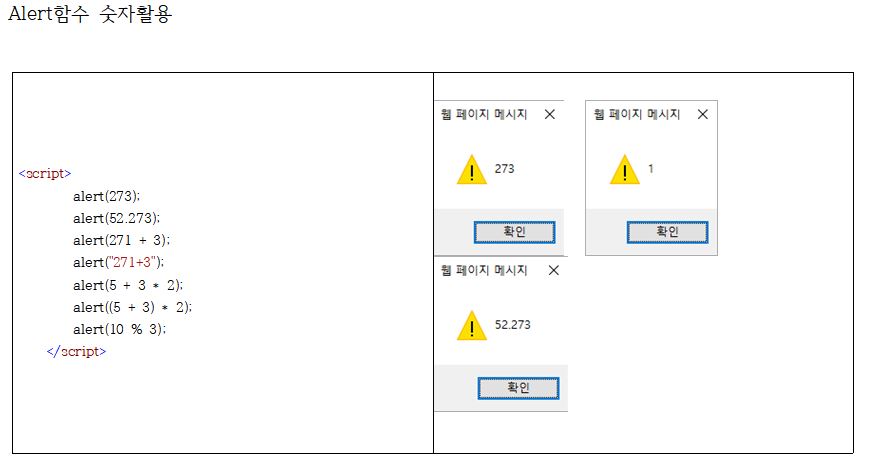 Alert함수 숫자활용
<script>
alert(273);
alert(52.273);
alert(271 + 3);
alert("271+3");
alert(5 + 3 * 2);
alert((5 + 3) * 2);
alert(10 % 3);
</script>
웹 페이지 메시지
273
확인
웹 페이지 메시지
1
확인
웹 페이지 메시지
52.273
확인